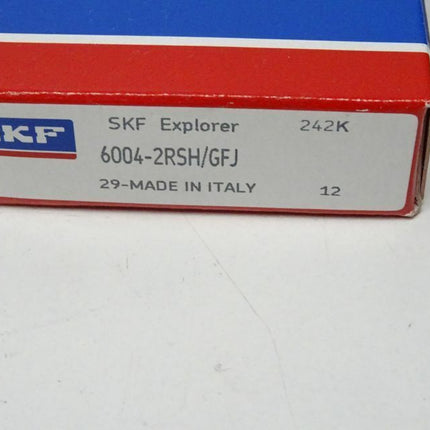 SKF
SKF Explorer 242K
6004-2RSH/GFJ
29-MADE IN ITALY 12